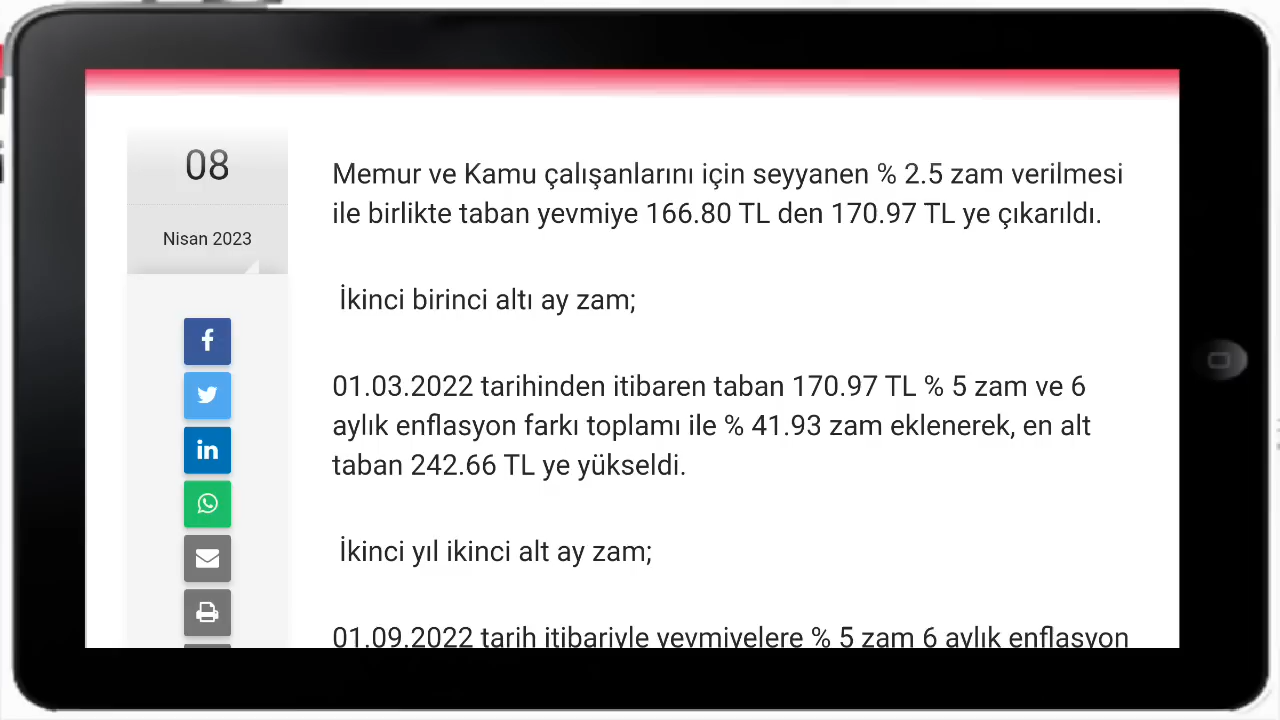 08
Nisan 2023
Memur ve Kamu çalışanlarını için seyyanen % 2.5 zam verilmesi
ile birlikte taban yevmiye 166.80 TL den 170.97 TL ye çıkarıldı.
İkinci birinci altı ay zam;
01.03.2022 tarihinden itibaren taban 170.97 TL % 5 zam ve 6
aylık enflasyon farkı toplamı ile % 41.93 zam eklenerek, en alt
taban 242.66 TL ye yükseldi.
İkinci yıl ikinci alt ay zam;
01.09.2022 tarih itibariyle yevmiyelere % 5 zam 6 aylık enflasyon